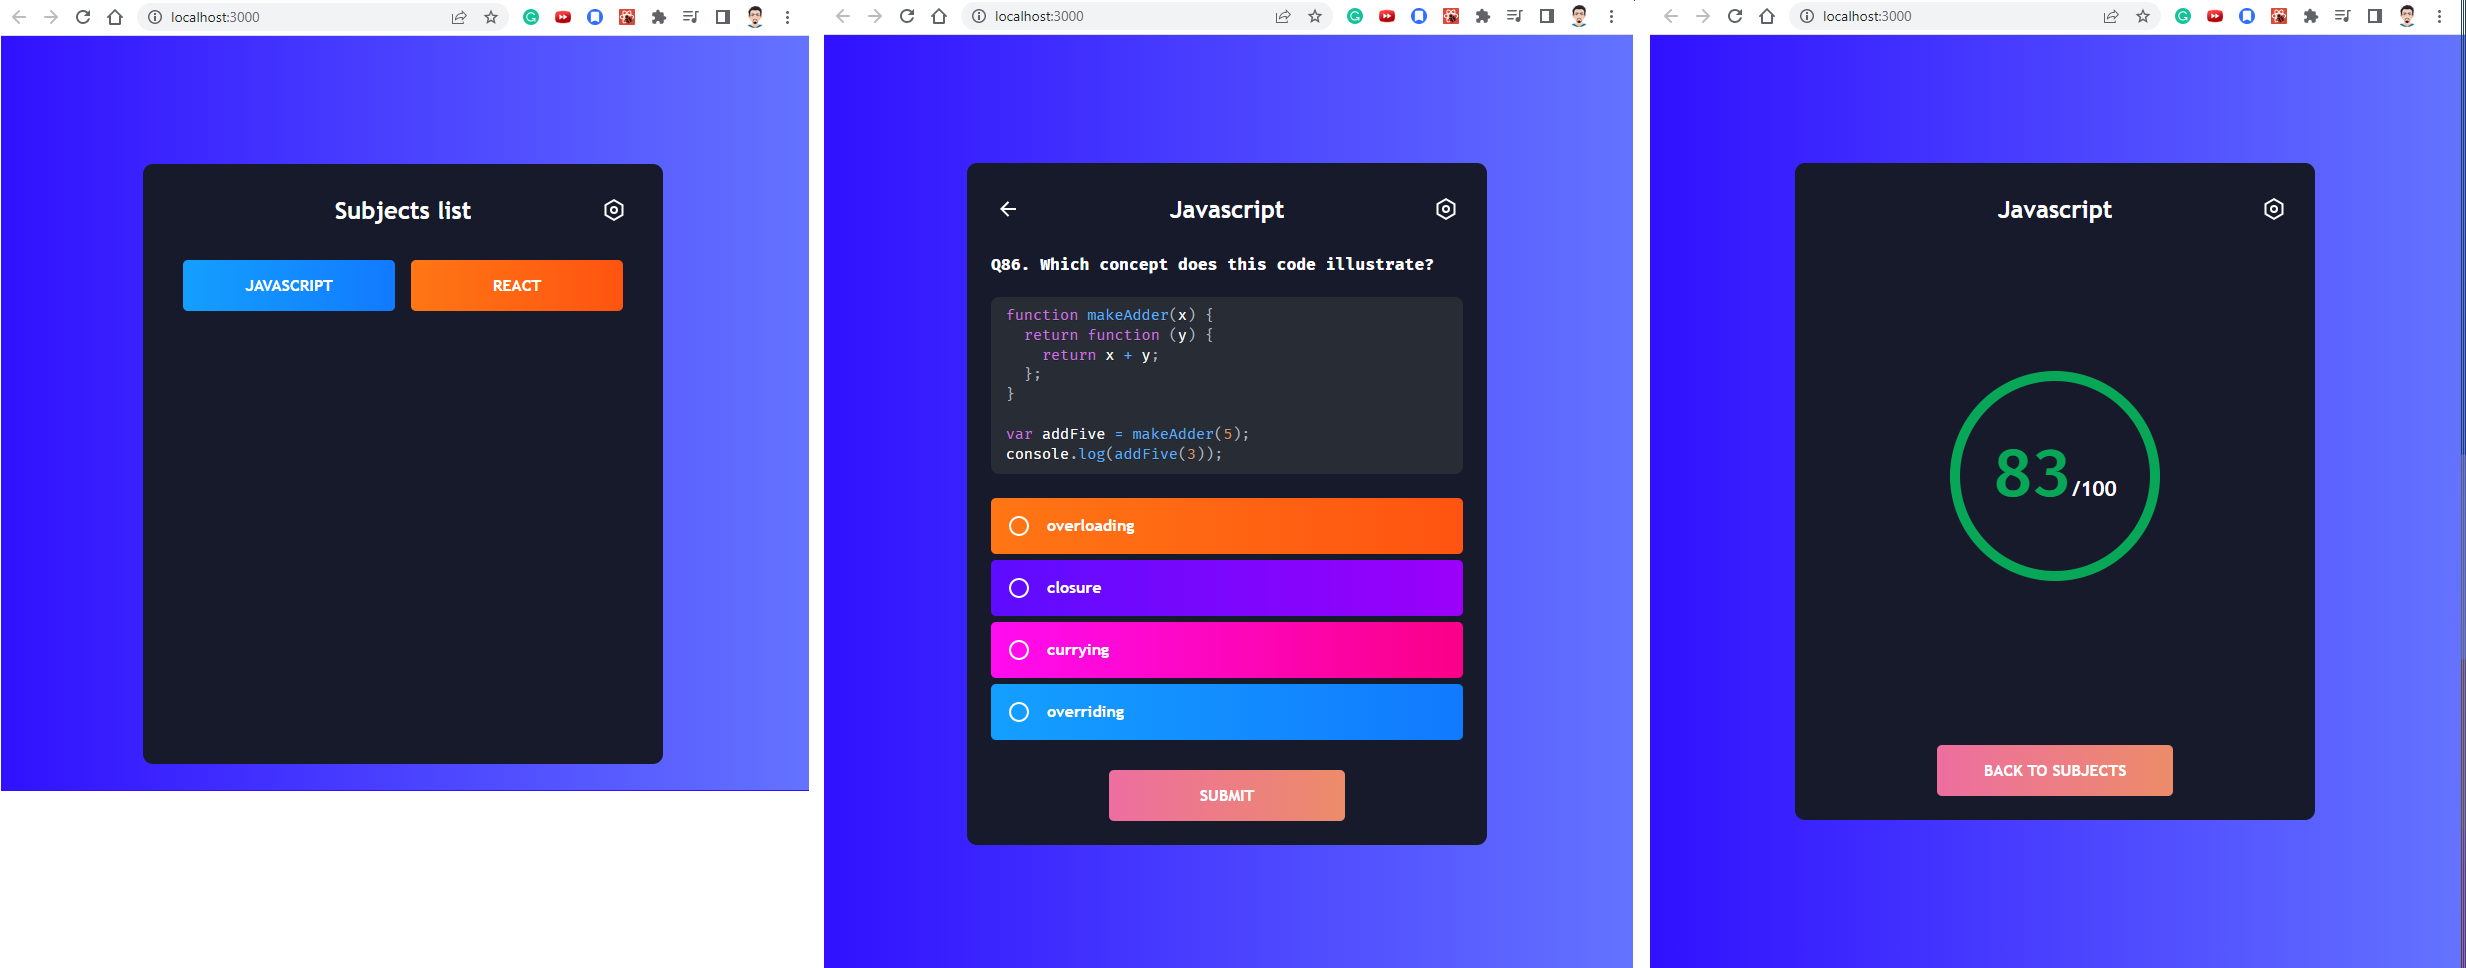 localhost:3000
Subjects list
JAVASCRIPT
REACT
localhost:3000
Javascript
Q86. Which concept does this code illustrate?
function makeAdder(x) {
  return function (y) {
    return x + y;
  };
}
var addFive = makeAdder(5);
console.log(addFive(3));
overloading
closure
currying
overriding
SUBMIT
localhost:3000
Javascript
83/100
BACK TO SUBJECTS